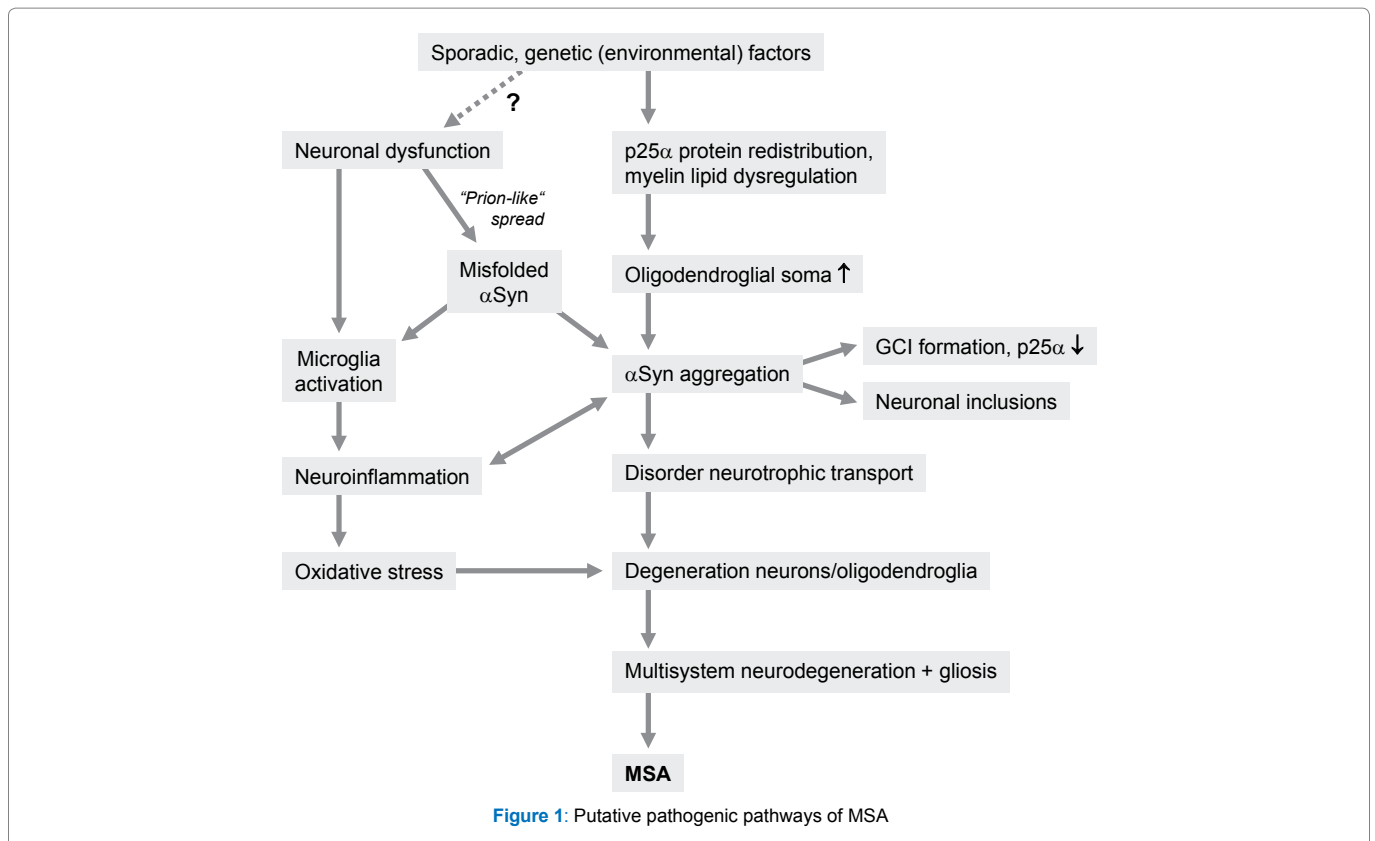 Sporadic, genetic (environmental) factors
?
Neuronal dysfunction
p25α protein redistribution,
myelin lipid dysregulation
“Prion-like“
spread
Misfolded
αSyn
Oligodendroglial soma ↑
Microglia
activation
αSyn aggregation
GCI formation, p25α ↓
Neuronal inclusions
Neuroinflammation
Disorder neurotrophic transport
Oxidative stress
Degeneration neurons/oligodendroglia
Multisystem neurodegeneration + gliosis
MSA
Figure 1: Putative pathogenic pathways of MSA